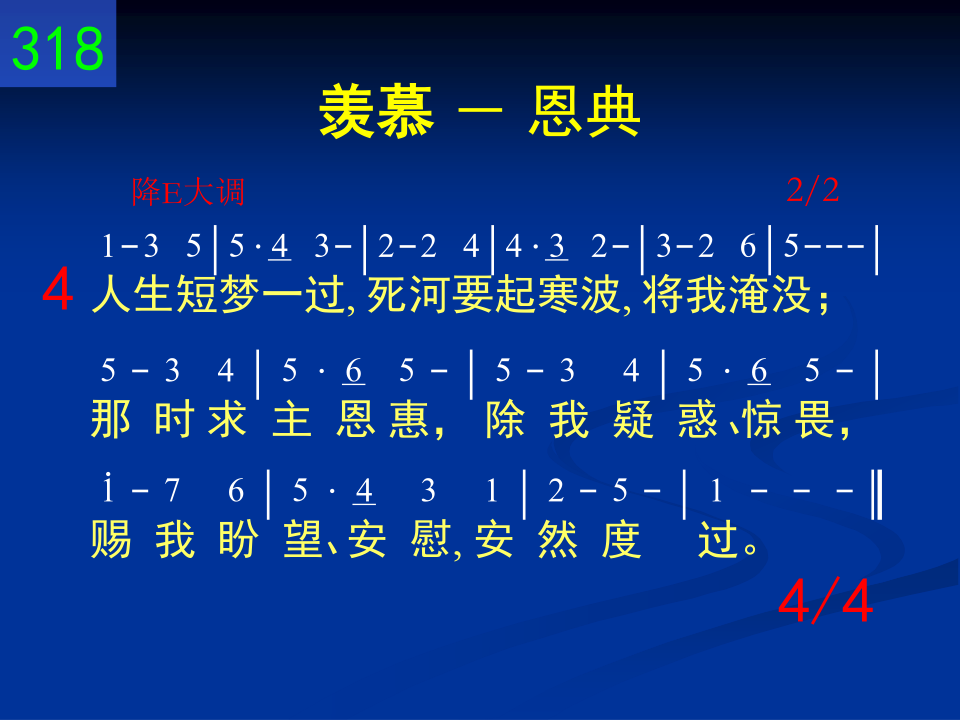 318
羡慕 － 恩典
降E大调 2/2
1-3 5|5·4 3-|2-2 4|4·3 2-|3-2 6|5---|
4 人生短梦一过, 死河要起寒波, 将我淹没；
5 - 3 4 | 5 · 6 5 - | 5 - 3 4 | 5 · 6 5 - |
那 时 求 主 恩 惠， 除 我 疑 惑、惊 畏，
i - 7 6 | 5 · 4 3 1 | 2 - 5 - | 1 - - - ‖
赐 我 盼 望、安 慰, 安 然 度 过。
4/4